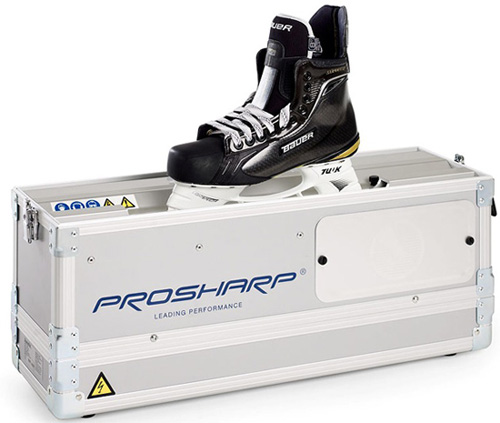 BAUER
BAUER
TUUK
PROSHARP®
LEADING PERFORMANCE